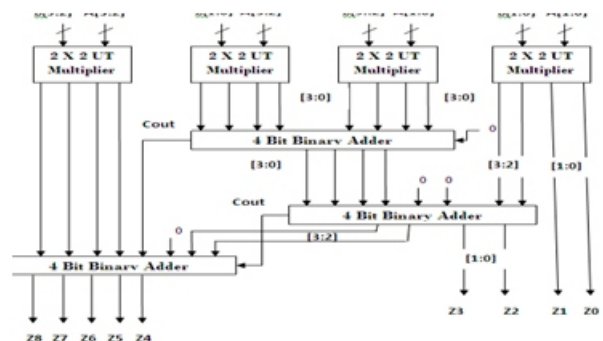 2 X 2 UT
Multiplier
2 X 2 UT
Multiplier
2 X 2 UT
Multiplier
2 X 2 UT
Multiplier
[3:0]
[3:0]
Cout
4 Bit Binary Adder
0
[3:0]
[3:2]
[1:0]
0 0
Cout
4 Bit Binary Adder
0
[3:2]
4 Bit Binary Adder
[1:0]
Z3 Z2 Z1 Z0
Z8 Z7 Z6 Z5 Z4